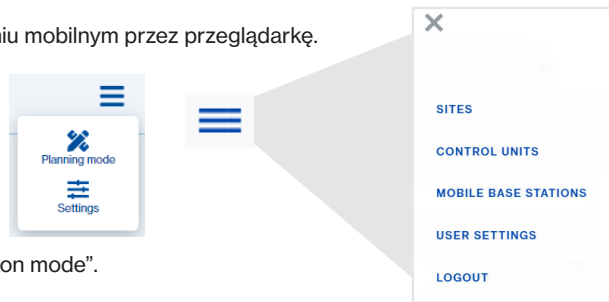 niu mobilnym przez przeglądarkę.
Planning mode
Settings
on mode”.
SITES
CONTROL UNITS
MOBILE BASE STATIONS
USER SETTINGS
LOGOUT